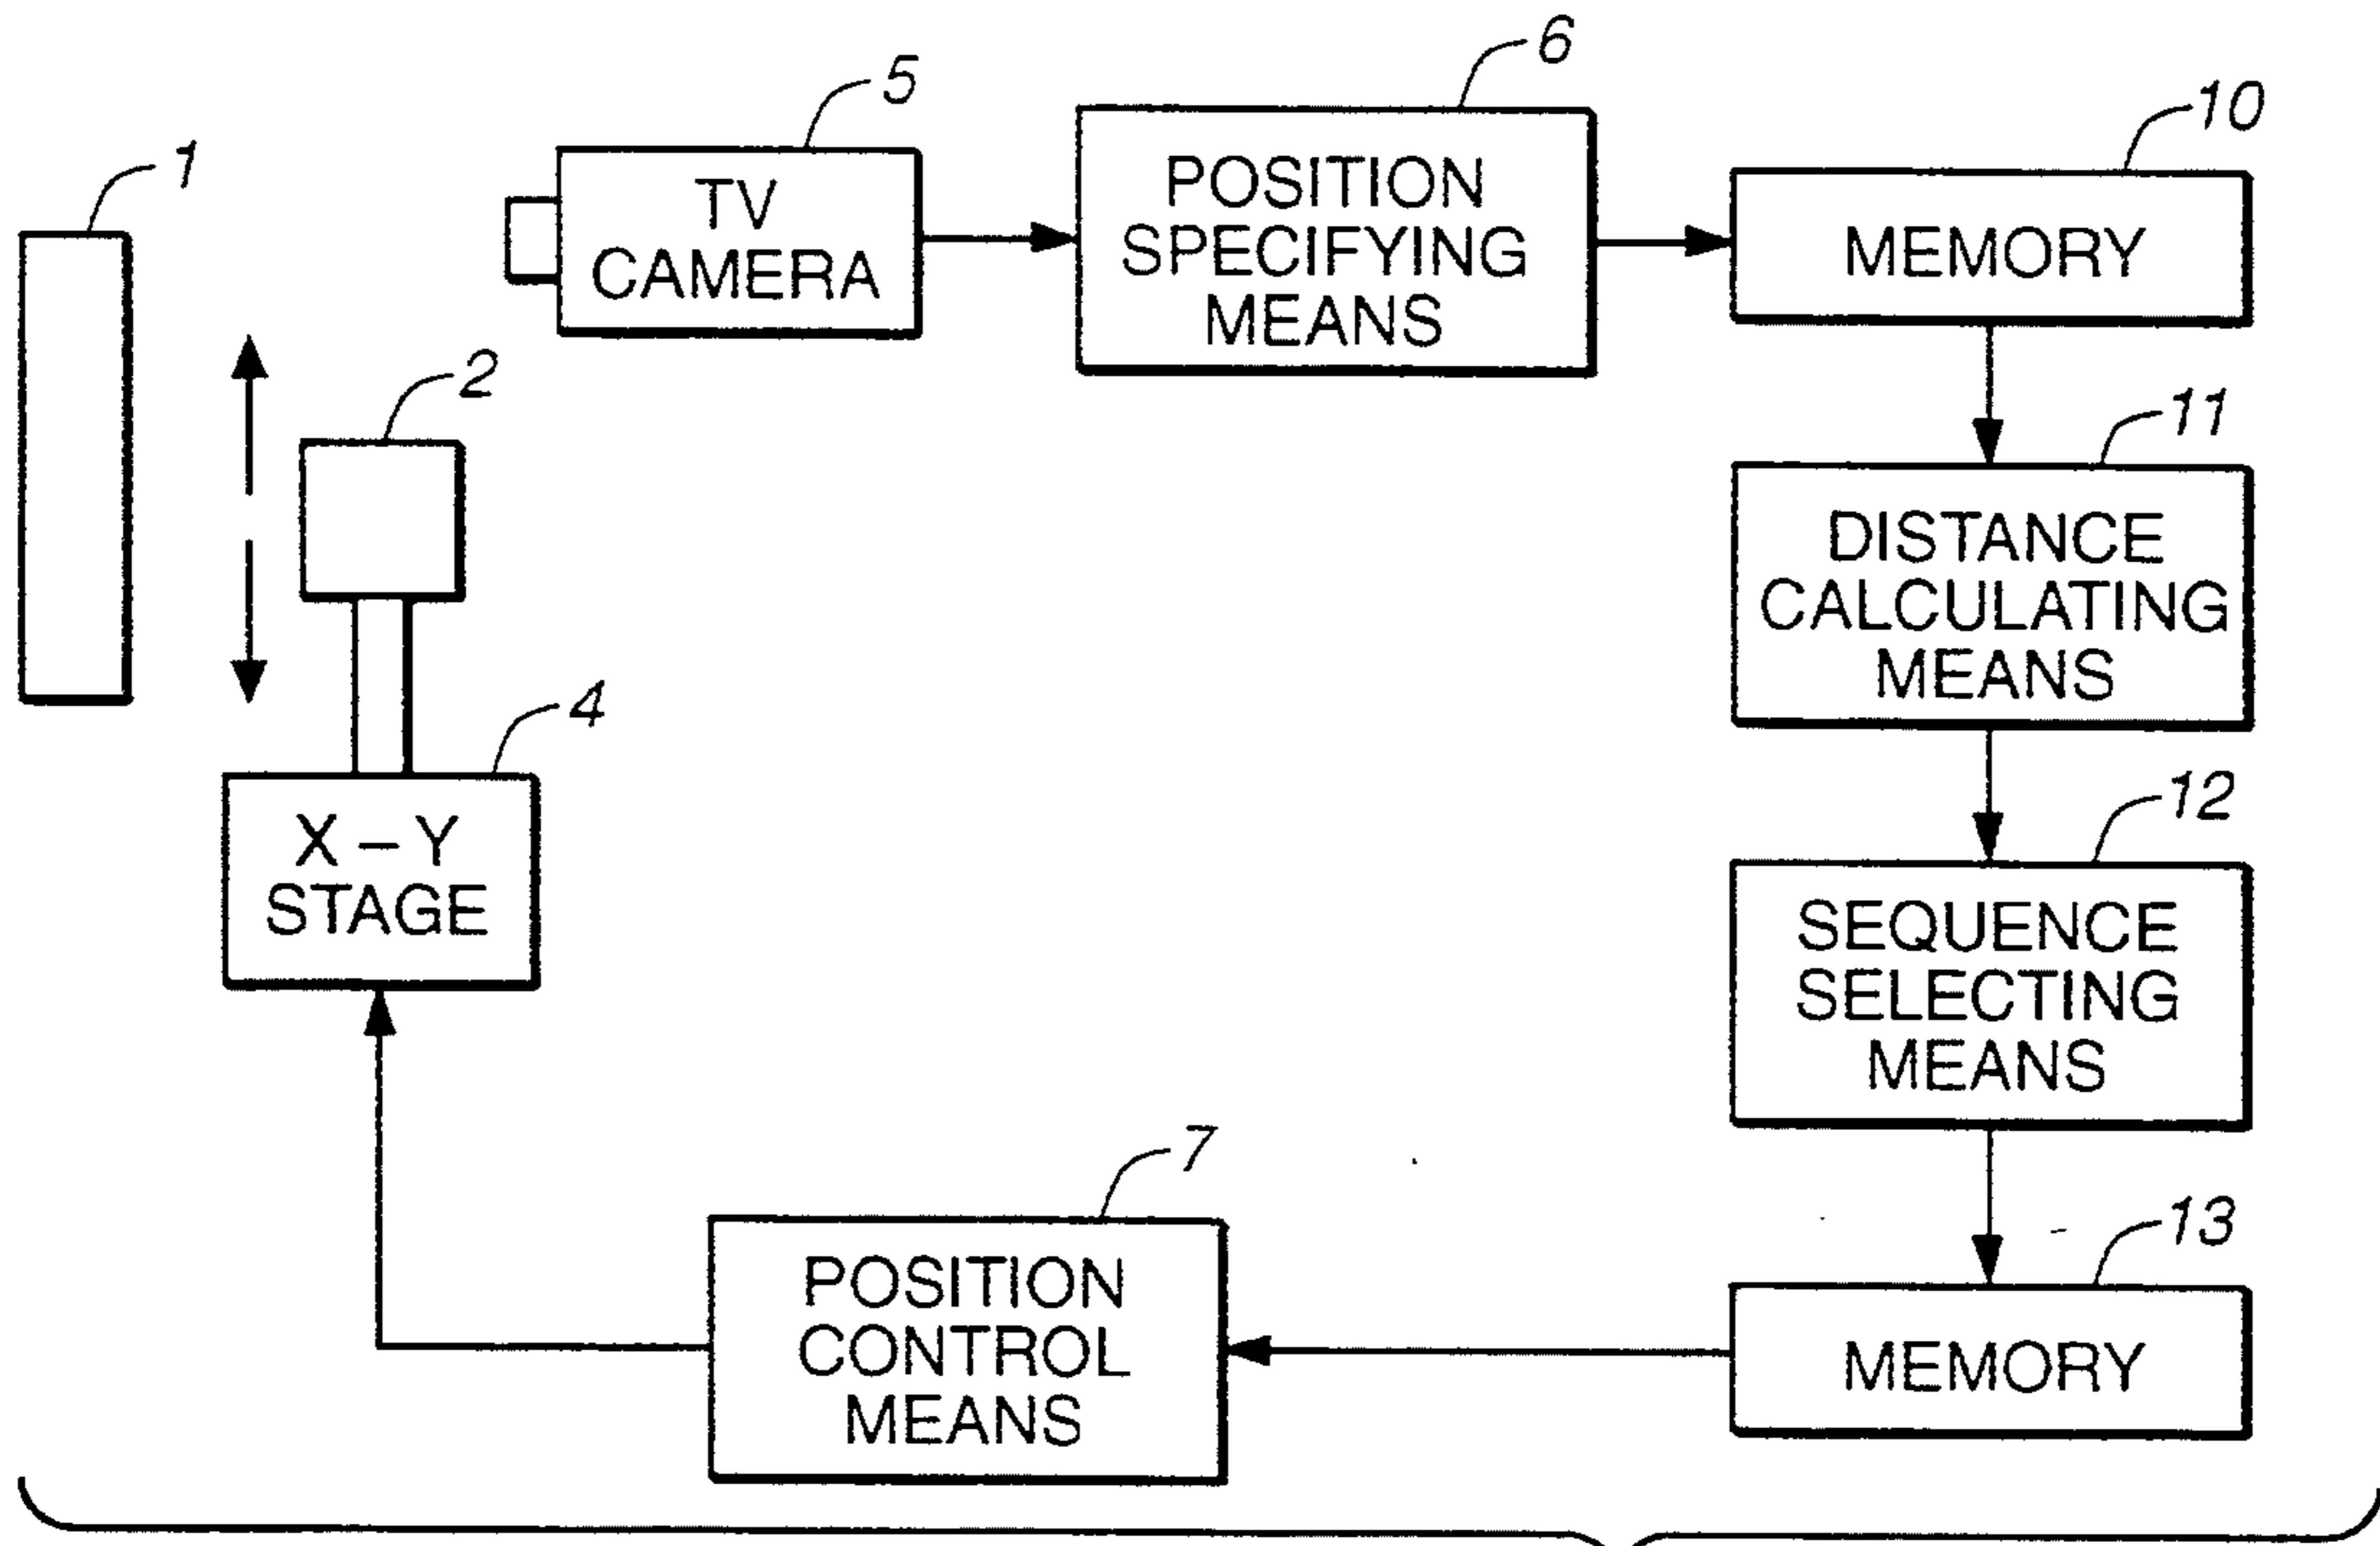 1
5
TV
CAMERA
6
POSITION
SPECIFYING
MEANS
10
MEMORY
2
11
DISTANCE
CALCULATING
MEANS
4
X – Y
STAGE
12
SEQUENCE
SELECTING
MEANS
7
POSITION
CONTROL
MEANS
13
MEMORY